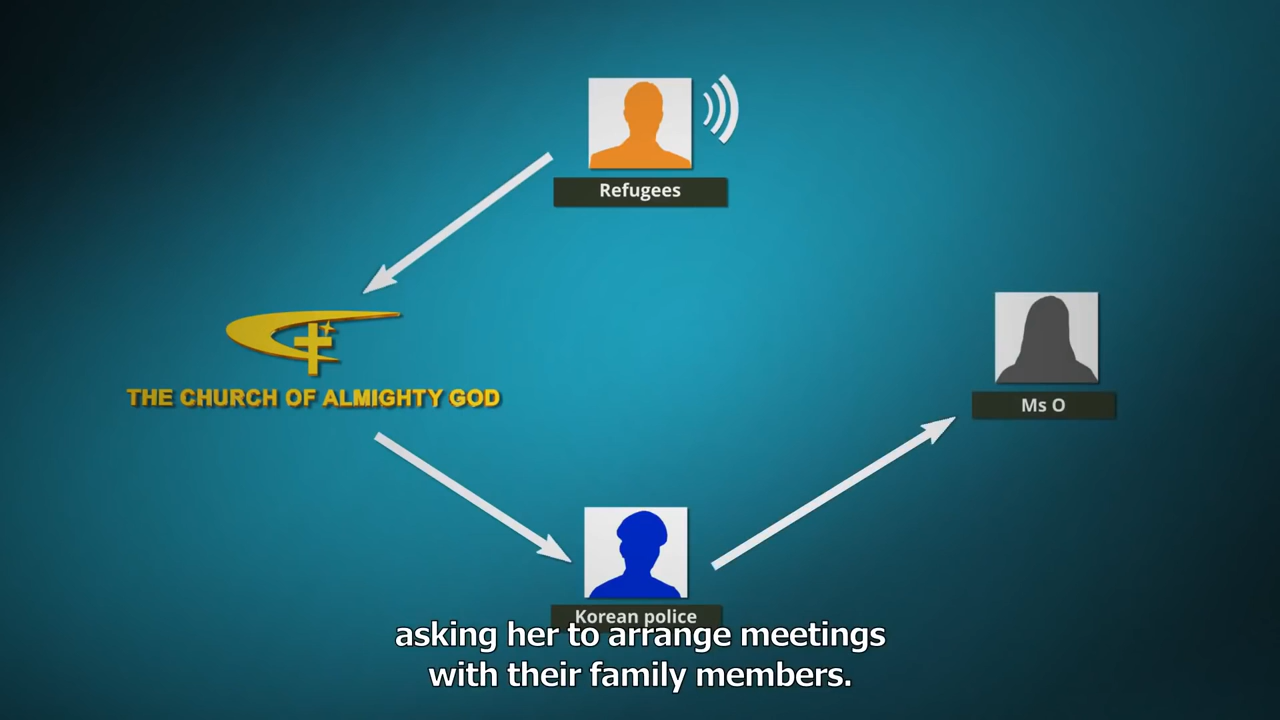 Refugees
THE CHURCH OF ALMIGHTY GOD
Ms O
Korean police
asking her to arrange meetings
with their family members.